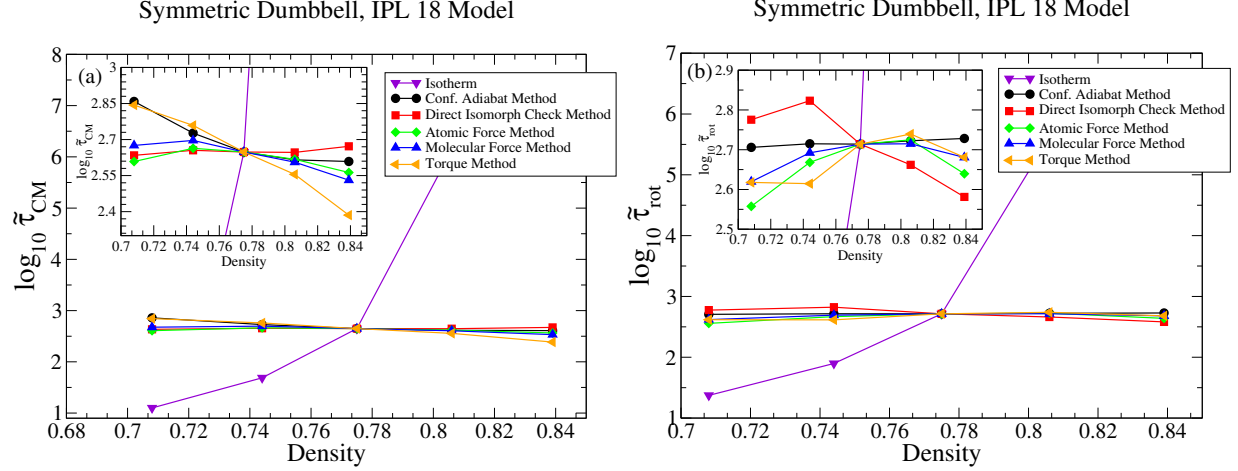 Symmetric Dumbbell, IPL 18 Model
(a)
3
2.85
2.7
2.55
2.4
log10 τ̃CM
0.7 0.72 0.74 0.76 0.78 0.8 0.82 0.84
Density
Isotherm
Conf. Adiabat Method
Direct Isomorph Check Method
Atomic Force Method
Molecular Force Method
Torque Method
8
7
6
5
4
3
2
1
log10 τ̃CM
0.68 0.7 0.72 0.74 0.76 0.78 0.8 0.82 0.84
Density
Symmetric Dumbbell, IPL 18 Model
(b)
2.9
2.8
2.7
2.6
2.5
log10 τ̃rot
0.7 0.72 0.74 0.76 0.78 0.8 0.82 0.84
Density
Isotherm
Conf. Adiabat Method
Direct Isomorph Check Method
Atomic Force Method
Molecular Force Method
Torque Method
7
6
5
4
3
2
1
log10 τ̃rot
0.7 0.72 0.74 0.76 0.78 0.8 0.82 0.84
Density